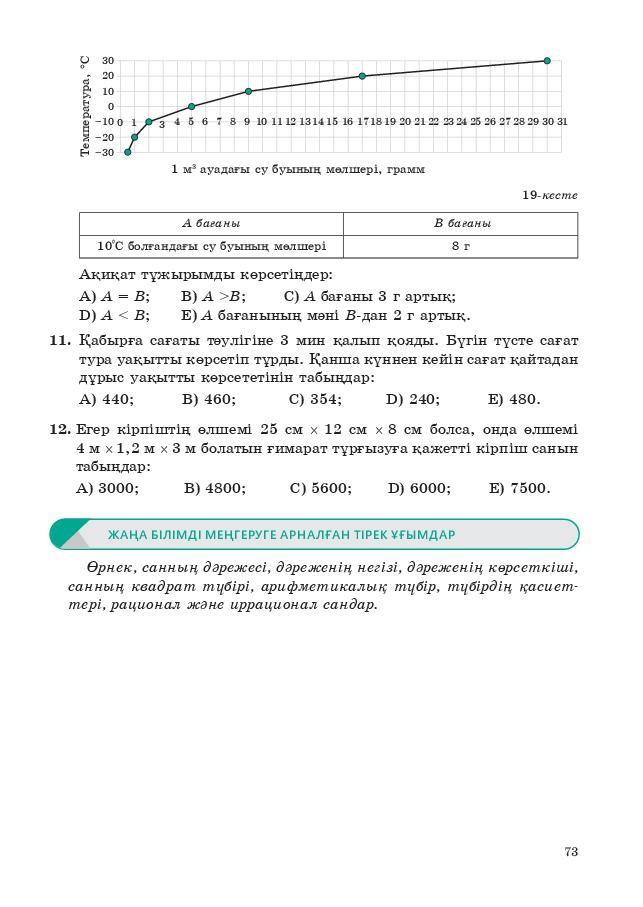 Температура, °C
30
20
10
0
−10 0 1 3 4 5 6 7 8 9 10 11 12 13 14 15 16 17 18 19 20 21 22 23 24 25 26 27 28 29 30 31
−20
−30
1 м³ ауадағы су буының мөлшері, грамм
19-кесте
A бағаны B бағаны
10°С болғандағы су буының мөлшері 8 г
Ақиқат тұжырымды көрсетіңдер:
A) A = B; B) A >B; C) A бағаны 3 г артық;
D) A < B; E) A бағанының мәні B-дан 2 г артық.
11. Қабырға сағаты тәулігіне 3 мин қалып қояды. Бүгін түсте сағат
тура уақытты көрсетіп тұрды. Қанша күннен кейін сағат қайтадан
дұрыс уақытты көрсететінін табыңдар:
A) 440; B) 460; C) 354; D) 240; E) 480.
12. Егер кірпіштің өлшемі 25 см × 12 см × 8 см болса, онда өлшемі
4 м × 1,2 м × 3 м болатын ғимарат тұрғызуға қажетті кірпіш санын
табыңдар:
A) 3000; B) 4800; C) 5600; D) 6000; E) 7500.
ЖАҢА БІЛІМДІ МЕҢГЕРУГЕ АРНАЛҒАН ТІРЕК ҰҒЫМДАР
Өрнек, санның дәрежесі, дәреженің негізі, дәреженің көрсеткіші,
санның квадрат түбірі, арифметикалық түбір, түбірдің қасиет-
тері, рационал және иррационал сандар.
73